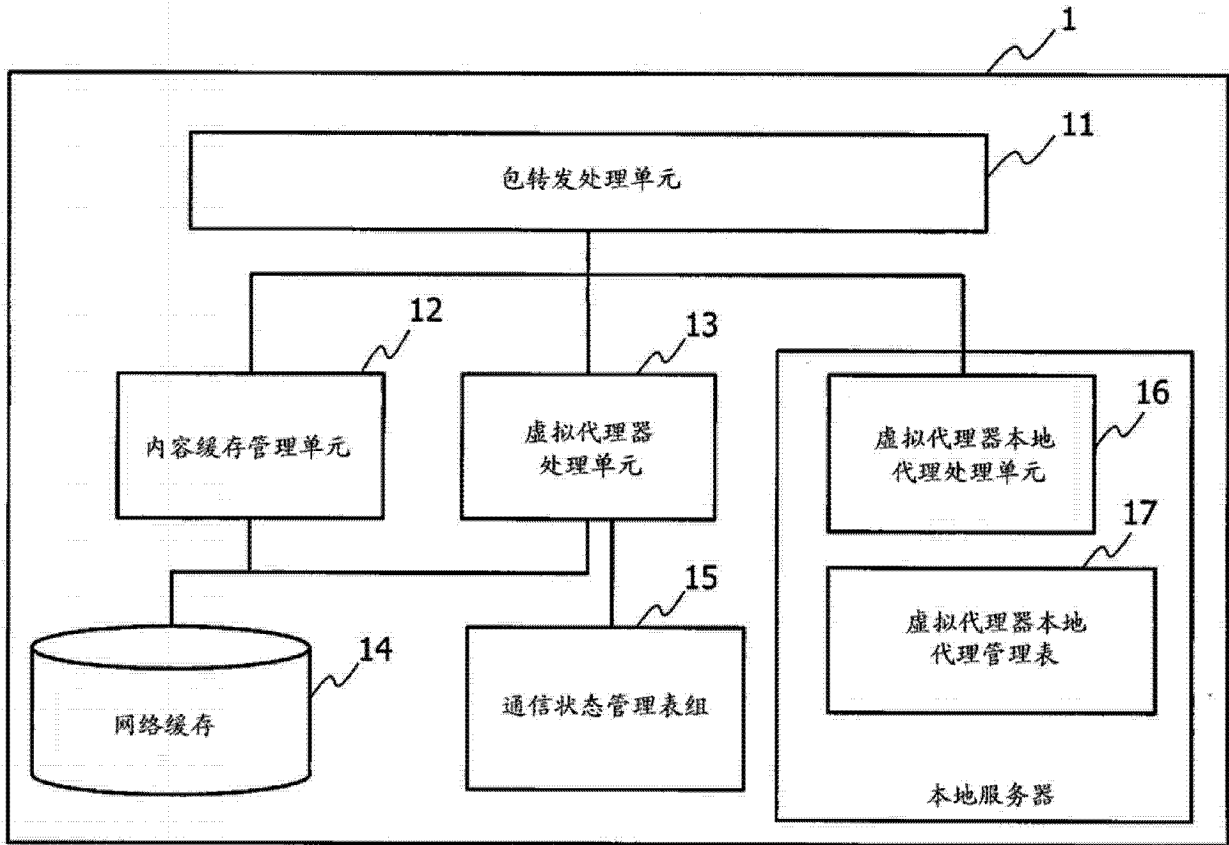 1
11
包转发处理单元
12
13
内容缓存管理单元
虚拟代理器
处理单元
16
虚拟代理器本地
代理处理单元
17
虚拟代理器本地
代理管理表
14
网络缓存
15
通信状态管理表组
本地服务器